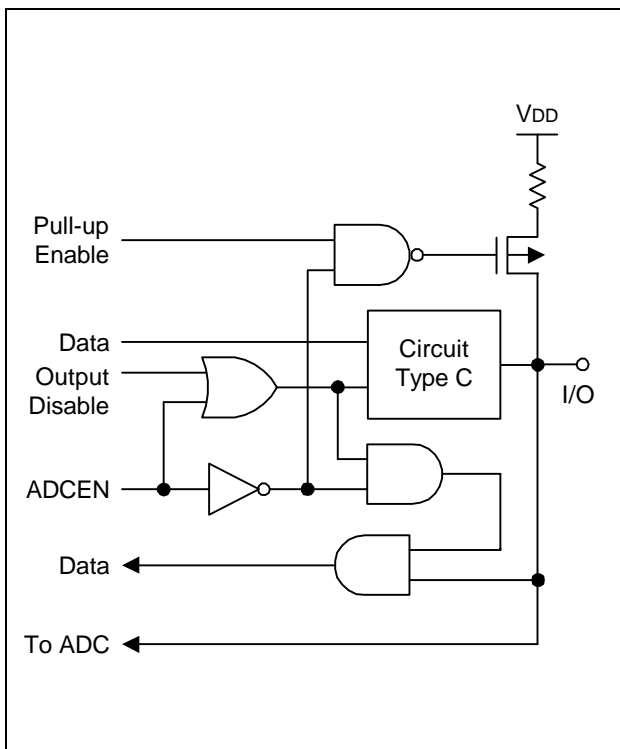 VDD
Pull-up
Enable
Data
Output
Disable
Circuit
Type C
I/O
ADCEN
Data
To ADC